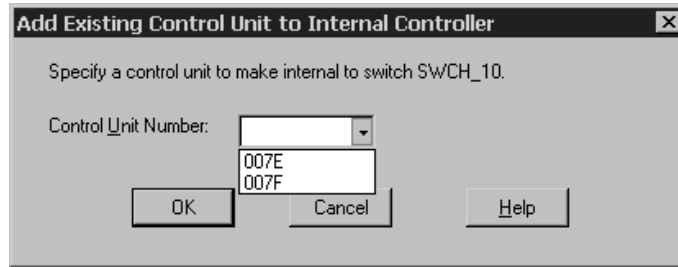 Add Existing Control Unit to Internal Controller
Specify a control unit to make internal to switch SWCH_10.
Control Unit Number:
007E
007F
OK Cancel Help